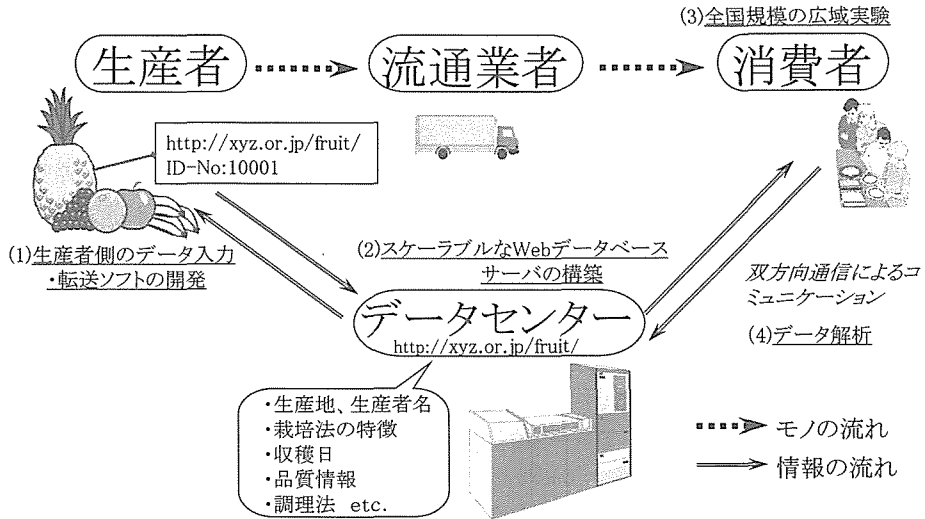 (3)全国規模の広域実験
生産者
流通業者
消費者
http://xyz.or.jp/fruit/
ID-No:10001
(1)生産者側のデータ入力
・転送ソフトの開発
(2)スケーラブルなWebデータベース
サーバの構築
双方向通信によるコ
ミュニケーション
(4)データ解析
データセンター
http://xyz.or.jp/fruit/
・生産地、生産者名
・栽培法の特徴
・収穫日
・品質情報
・調理法 etc.
モノの流れ
情報の流れ